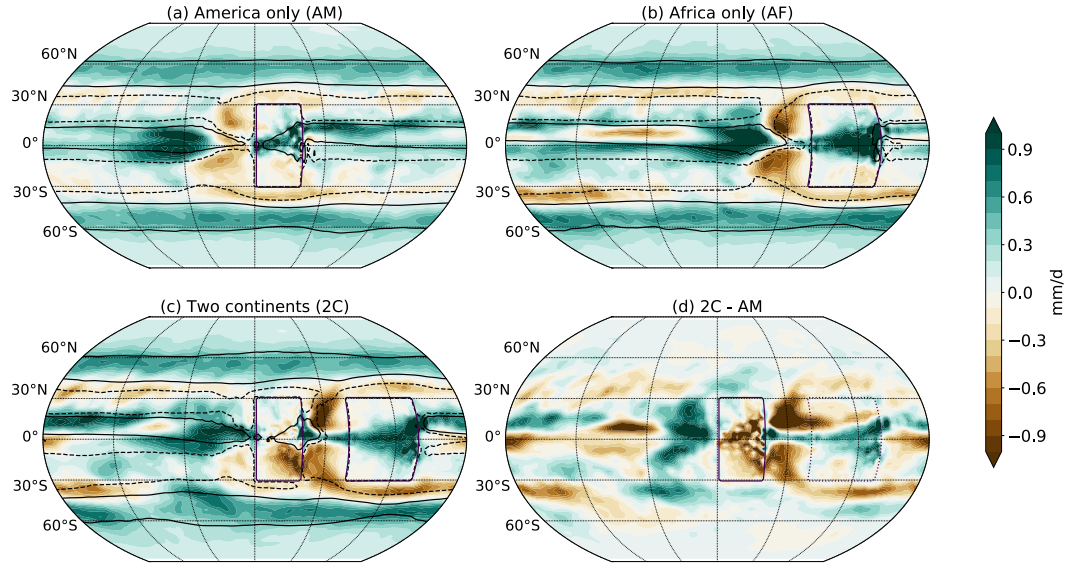 (a) America only (AM)
(b) Africa only (AF)
60°N
30°N
0°
30°S
60°S
60°N
30°N
0°
30°S
60°S
(c) Two continents (2C)
(d) 2C - AM
60°N
30°N
0°
30°S
60°S
60°N
30°N
0°
30°S
60°S
0.9
0.6
0.3
0.0
−0.3
−0.6
−0.9
mm/d